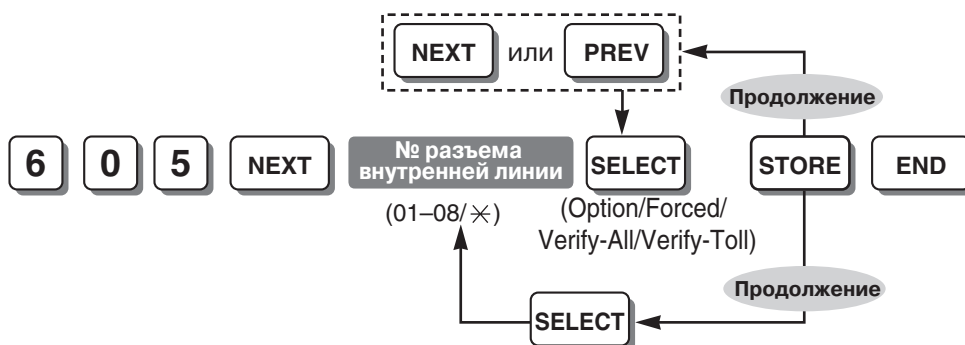 NEXT или PREV
Продолжение
6 0 5 NEXT № разъема внутренней линии SELECT STORE END
(01–08/✳)
(Option/Forced/
Verify-All/Verify-Toll)
Продолжение
SELECT